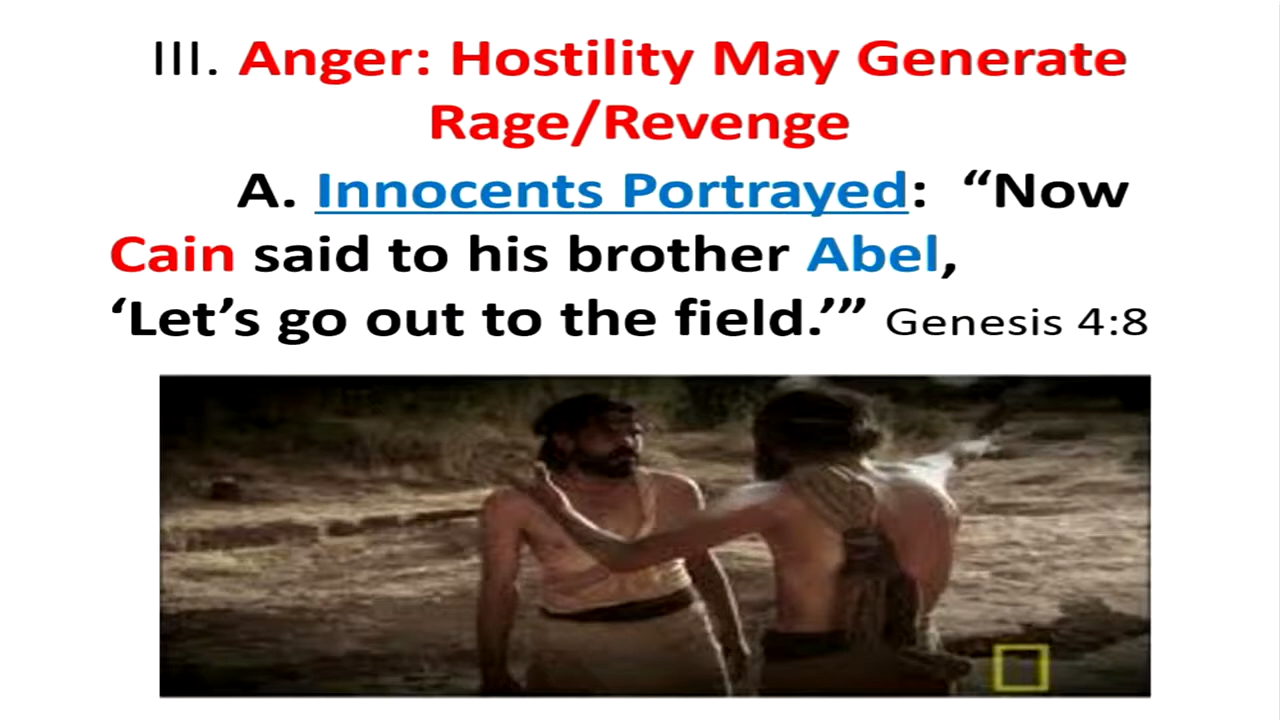 III. Anger: Hostility May Generate
Rage/Revenge
A. Innocents Portrayed:  “Now
Cain said to his brother Abel,
‘Let’s go out to the field.’” Genesis 4:8